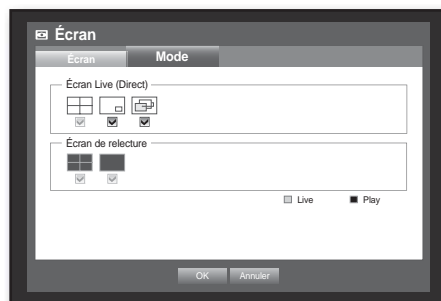 Écran
Écran Mode
Écran Live (Direct)
Écran de relecture
Live Play
OK Annuler